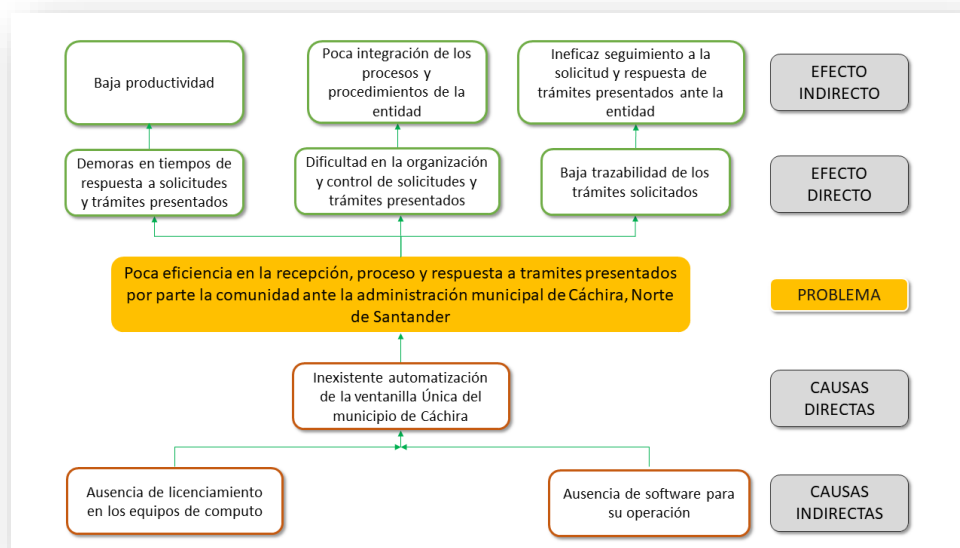 Baja productividad
Poca integración de los
procesos y
procedimientos de la
entidad
Ineficaz seguimiento a la
solicitud y respuesta de
trámites presentados ante la
entidad
EFECTO
INDIRECTO
Demoras en tiempos de
respuesta a solicitudes
y trámites presentados
Dificultad en la organización
y control de solicitudes y
trámites presentados
Baja trazabilidad de los
trámites solicitados
EFECTO
DIRECTO
Poca eficiencia en la recepción, proceso y respuesta a tramites presentados
por parte la comunidad ante la administración municipal de Cáchira, Norte
de Santander
PROBLEMA
Inexistente automatización
de la ventanilla Única del
municipio de Cáchira
CAUSAS
DIRECTAS
Ausencia de licenciamiento
en los equipos de computo
Ausencia de software para
su operación
CAUSAS
INDIRECTAS